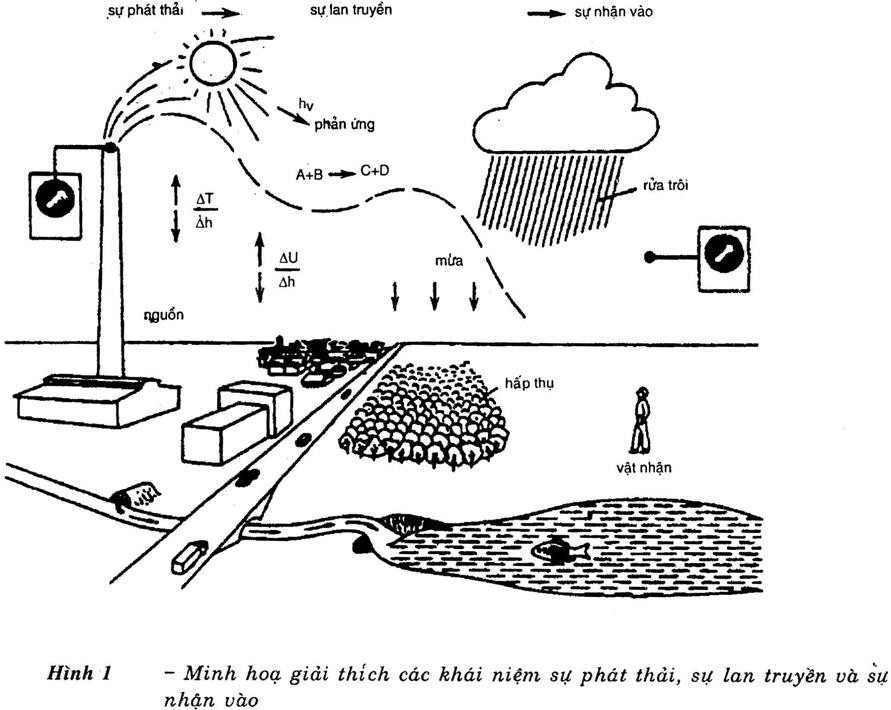 sự phát thải → sự lan truyền → sự nhận vào
hν
phản ứng
A+B → C+D
rửa trôi
ΔT
Δh
ΔU
Δh
mừa
nguồn
hấp thụ
vật nhận
Hình 1 – Minh hoạ giải thích các khái niệm sự phát thải, sự lan truyền và sự
nhận vào